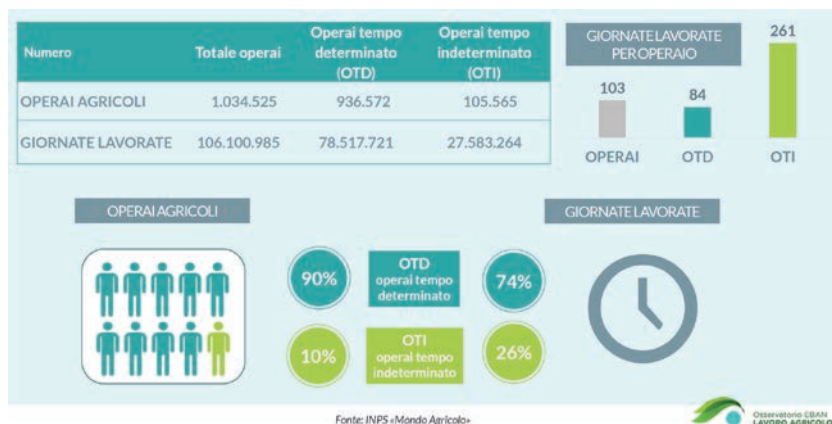 Numero Totale operai Operai tempo determinato (OTD) Operai tempo indeterminato (OTI)
OPERAI AGRICOLI 1.034.525 936.572 105.565
GIORNATE LAVORATE 106.100.985 78.517.721 27.583.264
GIORNATE LAVORATE
PER OPERAIO
103
84
261
OPERAI OTD OTI
OPERAI AGRICOLI
GIORNATE LAVORATE
90%
OTD
operai tempo
determinato
74%
10%
OTI
operai tempo
indeterminato
26%
Fonte: INPS «Mondo Agricolo»
Osservatorio EBAN
LAVORO AGRICOLO